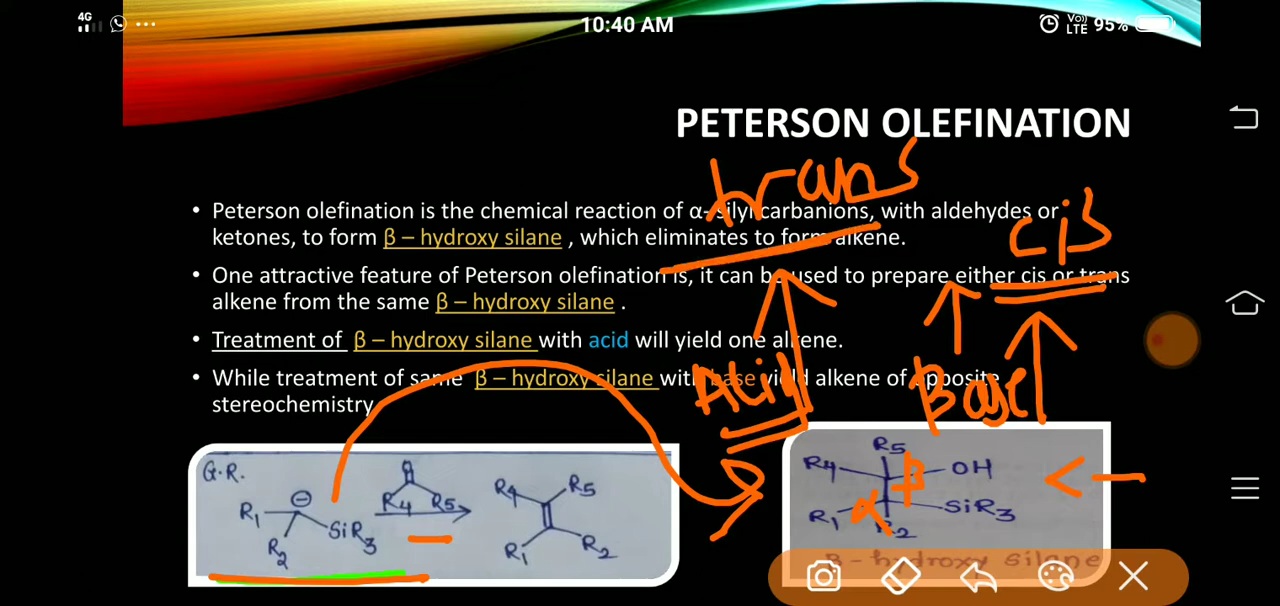 4G
10:40 AM
Vo)) LTE 95%
PETERSON OLEFINATION
trans
• Peterson olefination is the chemical reaction of α- silyl carbanions, with aldehydes or
ketones, to form β – hydroxy silane , which eliminates to form alkene.
cis
• One attractive feature of Peterson olefination is, it can be used to prepare either cis or trans
alkene from the same β – hydroxy silane .
• Treatment of β – hydroxy silane with acid will yield one alkene.
• While treatment of same β – hydroxy silane with base yield alkene of opposite
stereochemistry
Acid
Base
G.R.
R1 ⊖ SiR3
R2
O
R4 R5
R4 R5
R1 R2
R5
R4 β OH
R1 α SiR3
R2
β - hydroxy silane